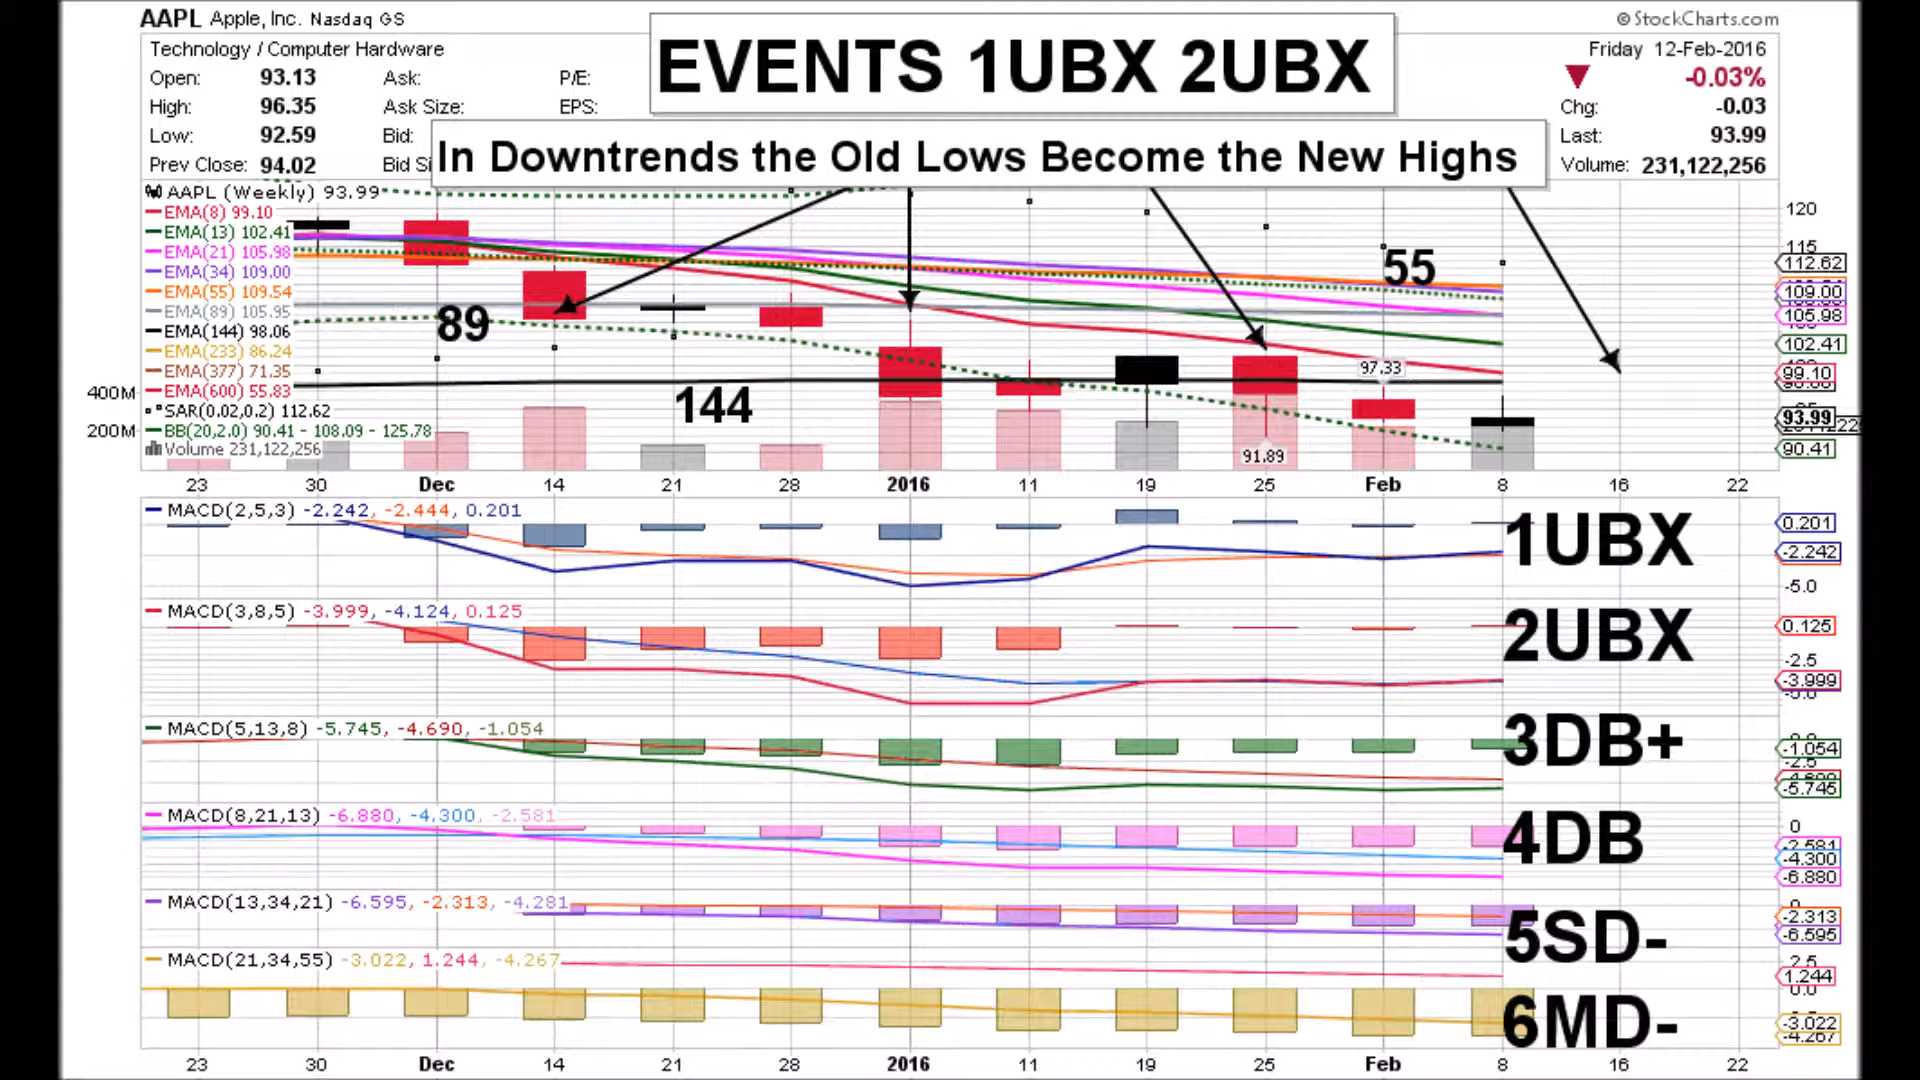 AAPL Apple, Inc. Nasdaq GS
© StockCharts.com
EVENTS 1UBX 2UBX
Technology / Computer Hardware
Friday 12-Feb-2016
Open: 93.13 Ask: P/E:
-0.03%
High: 96.35 Ask Size: EPS:
Chg: -0.03
Low: 92.59 Bid:
Last: 93.99
Prev Close: 94.02 Bid Si
Volume: 231,122,256
In Downtrends the Old Lows Become the New Highs
AAPL (Weekly) 93.99
EMA(8) 99.10
EMA(13) 102.41
EMA(21) 105.98
EMA(34) 109.00
EMA(55) 109.54
EMA(89) 105.95
EMA(144) 98.06
EMA(233) 86.24
EMA(377) 71.35
EMA(600) 55.83
SAR(0.02,0.2) 112.62
BB(20,2.0) 90.41 - 108.09 - 125.78
Volume 231,122,256
400M
200M
89
144
55
97.33
91.89
120
115
112.62
109.00
105.98
102.41
99.10
93.99
90.41
23 30 Dec 14 21 28 2016 11 19 25 Feb 8 16 22
MACD(2,5,3) -2.242, -2.444, 0.201
1UBX
0.201
-2.242
-5.0
MACD(3,8,5) -3.999, -4.124, 0.125
2UBX
0.125
-2.5
-3.999
MACD(5,13,8) -5.745, -4.690, -1.054
3DB+
-1.054
-5.745
MACD(8,21,13) -6.880, -4.300, -2.581
4DB
0
-2.581
-4.300
-6.880
MACD(13,34,21) -6.595, -2.313, -4.281
5SD-
-2.313
-6.595
MACD(21,34,55) -3.022, 1.244, -4.267
6MD-
2.5
1.244
0.0
-3.022
-4.267
23 30 Dec 14 21 28 2016 11 19 25 Feb 8 16 22